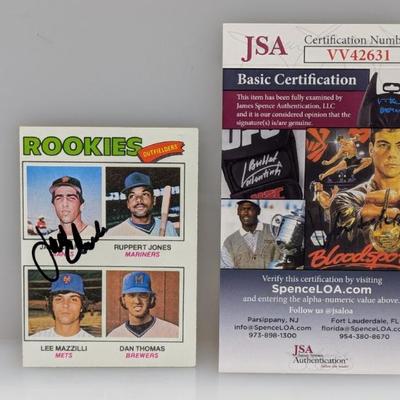 ROOKIES
OUTFIELDERS
RUPPERT JONES
MARINERS
LEE MAZZILLI
METS
DAN THOMAS
BREWERS
JSA
Certification Numb
VV42631
Basic Certification
This item has been fully examined by
James Spence Authentication, LLC
and it is our considered opinion that the
signature(s) is/are genuine.
UFC
Bloodspo
Verify this certification by visiting
SpenceLOA.com
and entering the alpha-numeric value above.
Follow us @jsaloa
Parsippany, NJ
info@SpenceLOA.com
973-898-1300
Fort Lauderdale, FL
florida@SpenceLOA.com
954-380-8670
JSA
Authentication